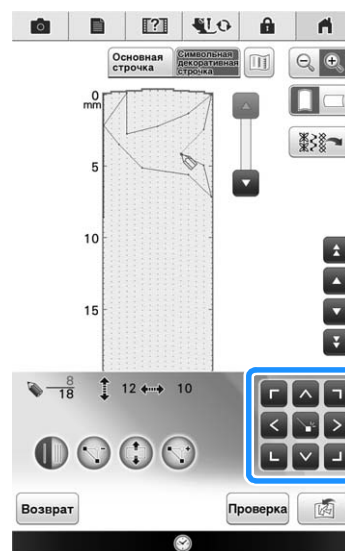 Основная
строчка
Символьная
декоративная
строчка
0
mm
5
10
15
8
18
12
10
Возврат
Проверка